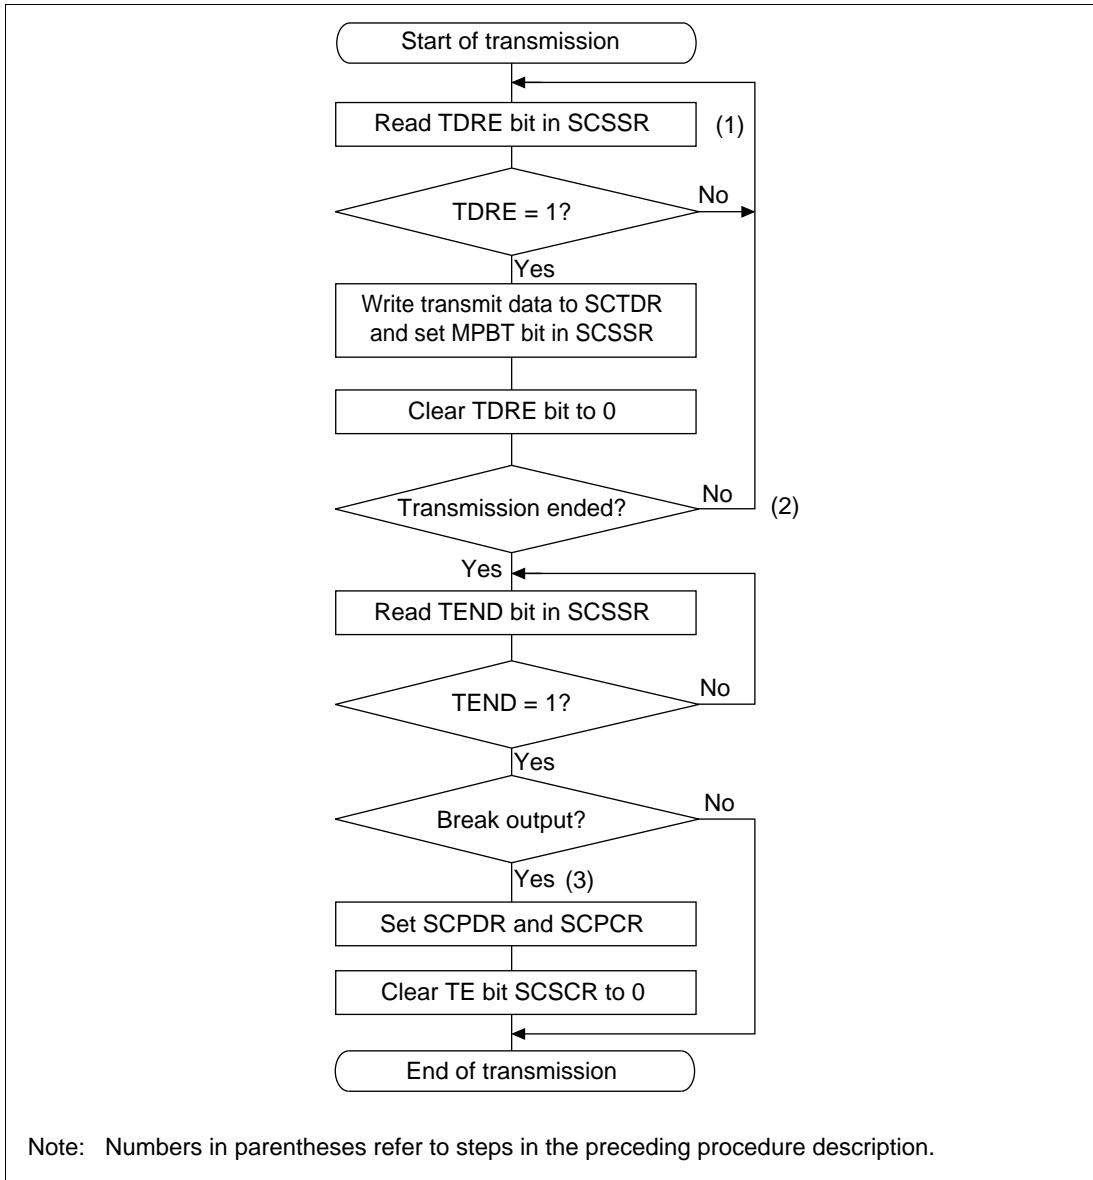 Start of transmission
Read TDRE bit in SCSSR
(1)
TDRE = 1?
No
Yes
Write transmit data to SCTDR
and set MPBT bit in SCSSR
Clear TDRE bit to 0
Transmission ended?
No
(2)
Yes
Read TEND bit in SCSSR
TEND = 1?
No
Yes
Break output?
No
Yes (3)
Set SCPDR and SCPCR
Clear TE bit SCSCR to 0
End of transmission
Note: Numbers in parentheses refer to steps in the preceding procedure description.